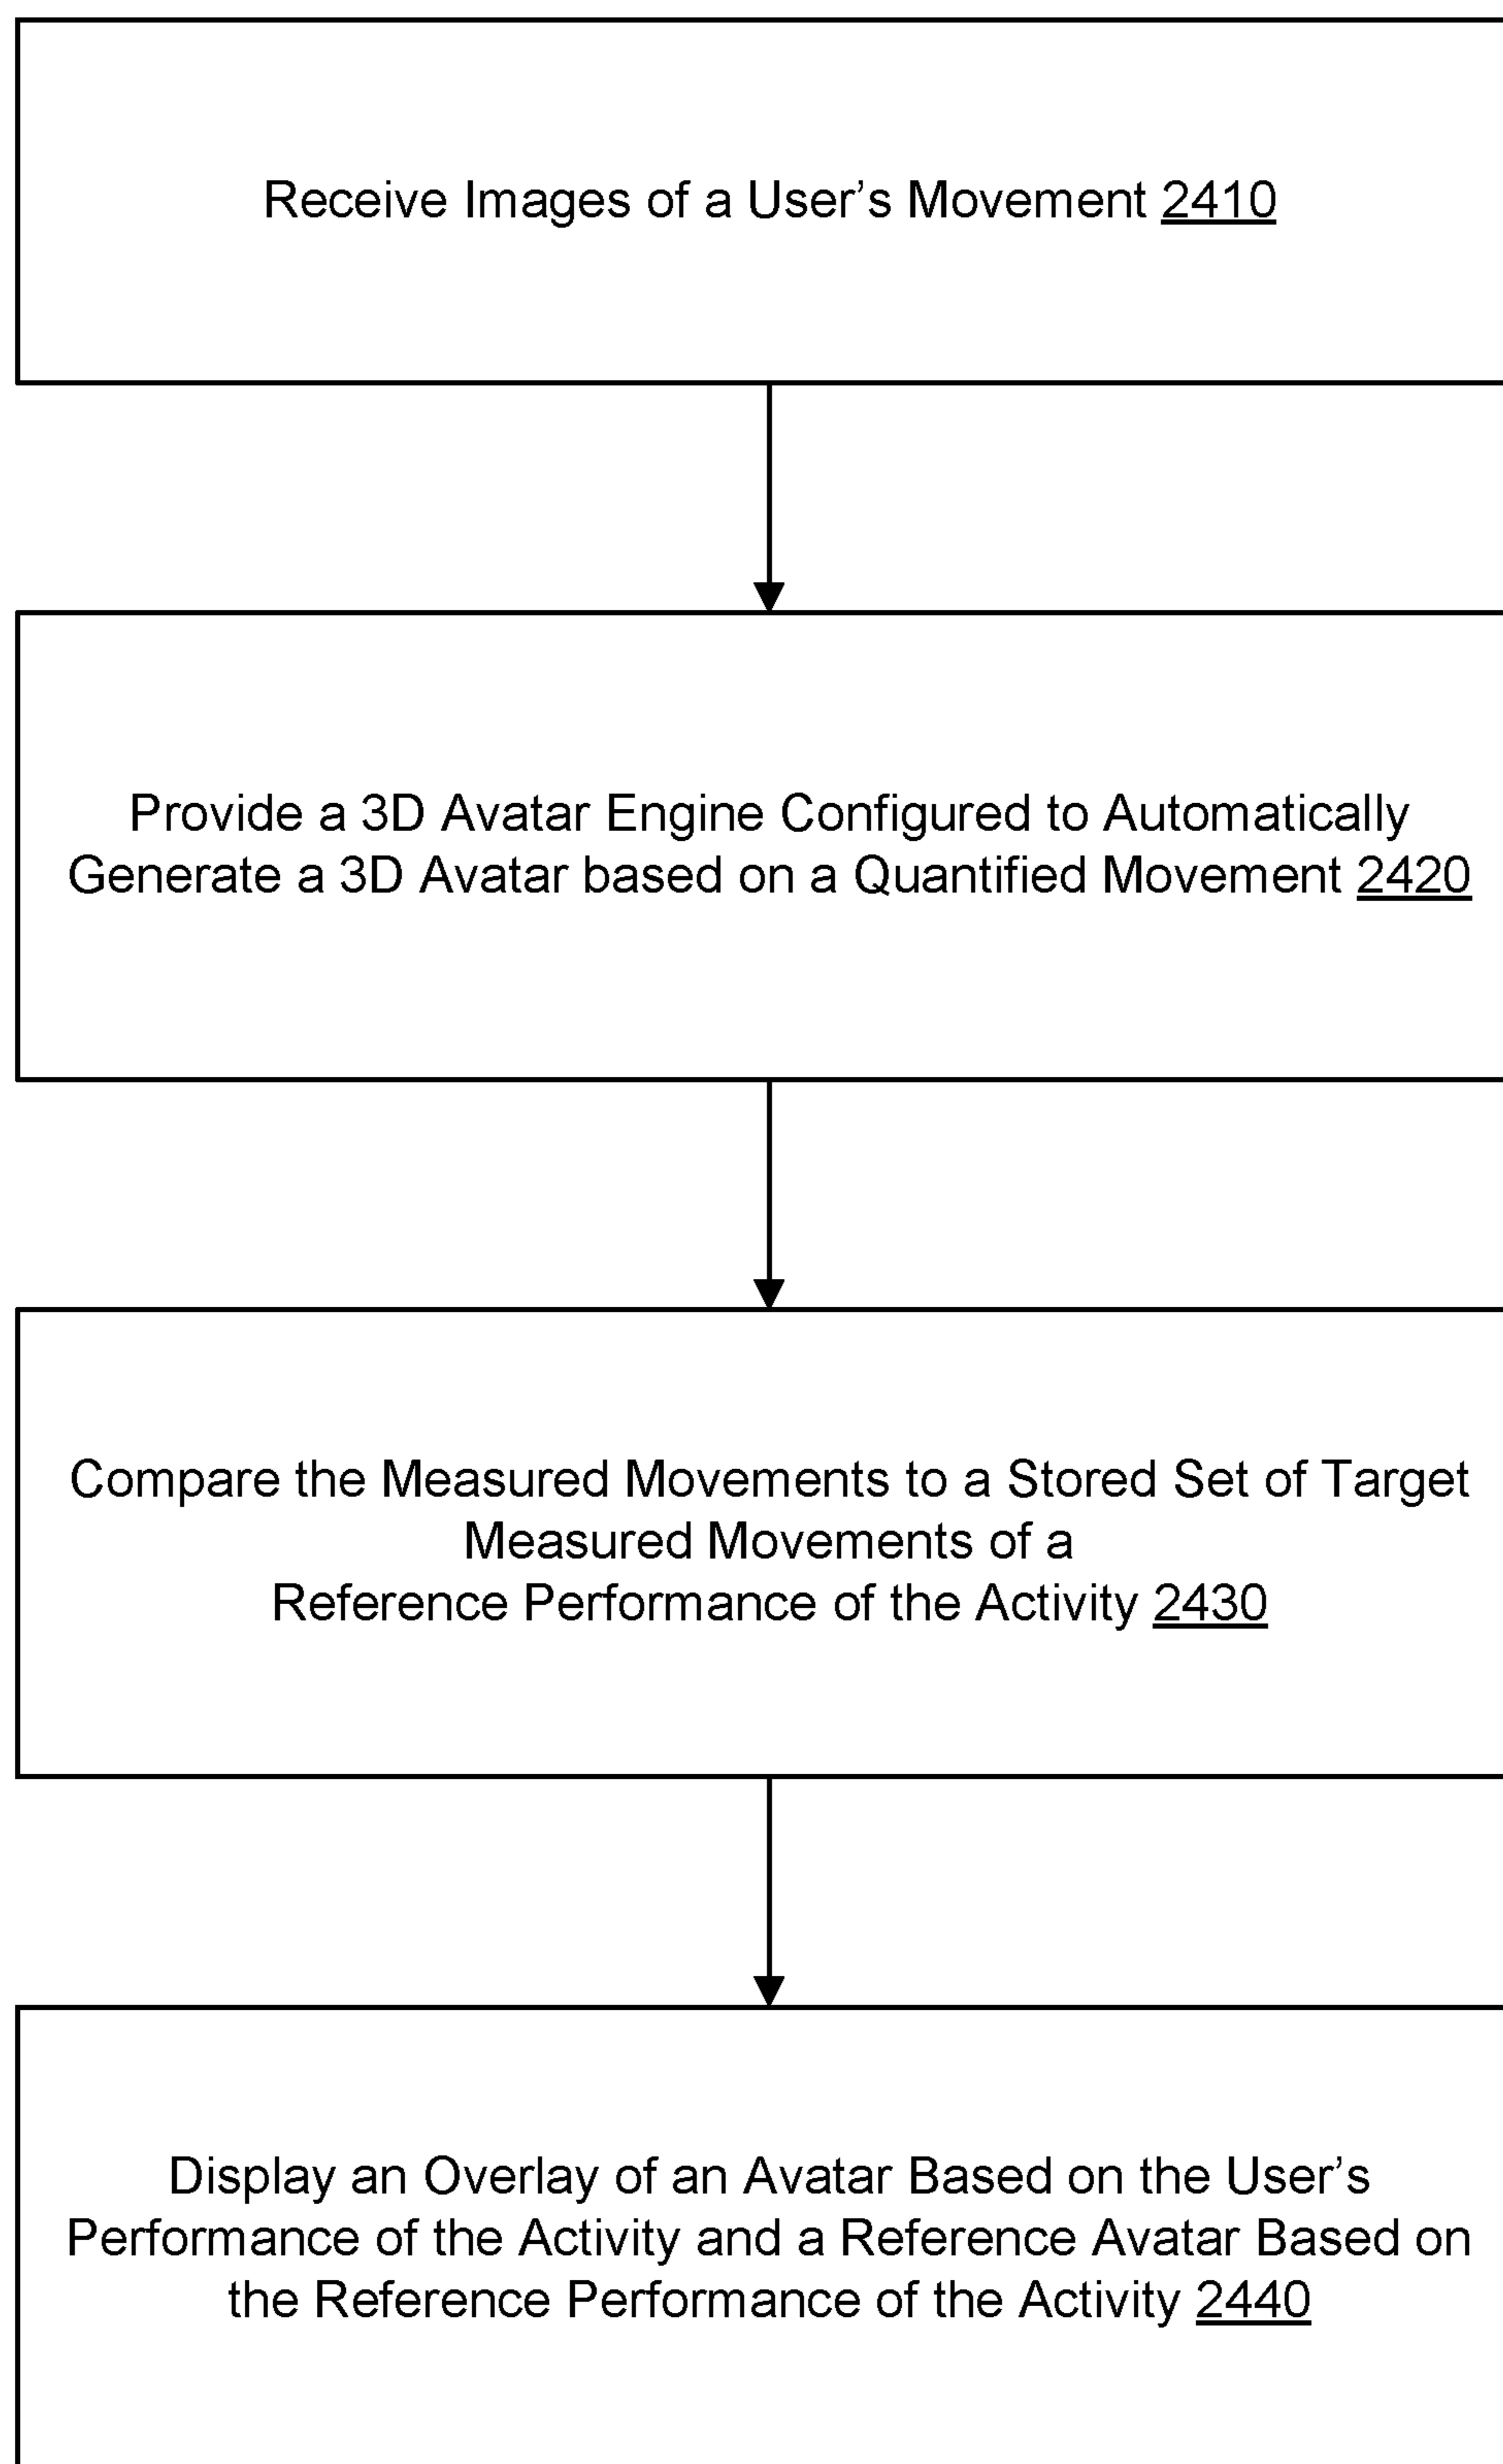 Receive Images of a User’s Movement 2410
Provide a 3D Avatar Engine Configured to Automatically
Generate a 3D Avatar based on a Quantified Movement 2420
Compare the Measured Movements to a Stored Set of Target
Measured Movements of a
Reference Performance of the Activity 2430
Display an Overlay of an Avatar Based on the User’s
Performance of the Activity and a Reference Avatar Based on
the Reference Performance of the Activity 2440